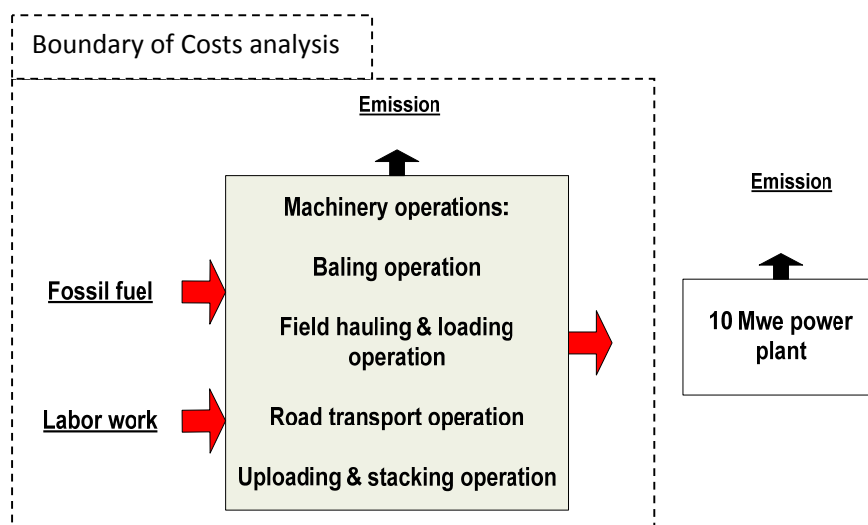 Boundary of Costs analysis
Emission
Machinery operations:
Baling operation
Fossil fuel
Field hauling & loading
operation
Labor work
Road transport operation
Uploading & stacking operation
Emission
10 Mwe power
plant